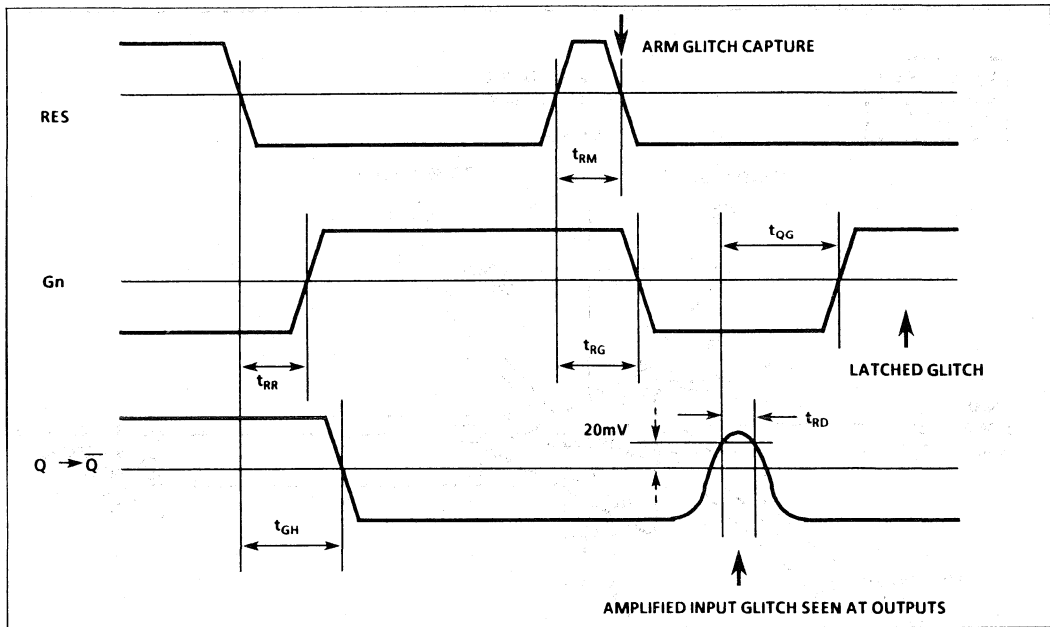 ARM GLITCH CAPTURE
RES
tRM
tQG
Gn
tRR
tRG
LATCHED GLITCH
20mV
tRD
Q → Q̅
tGH
AMPLIFIED INPUT GLITCH SEEN AT OUTPUTS